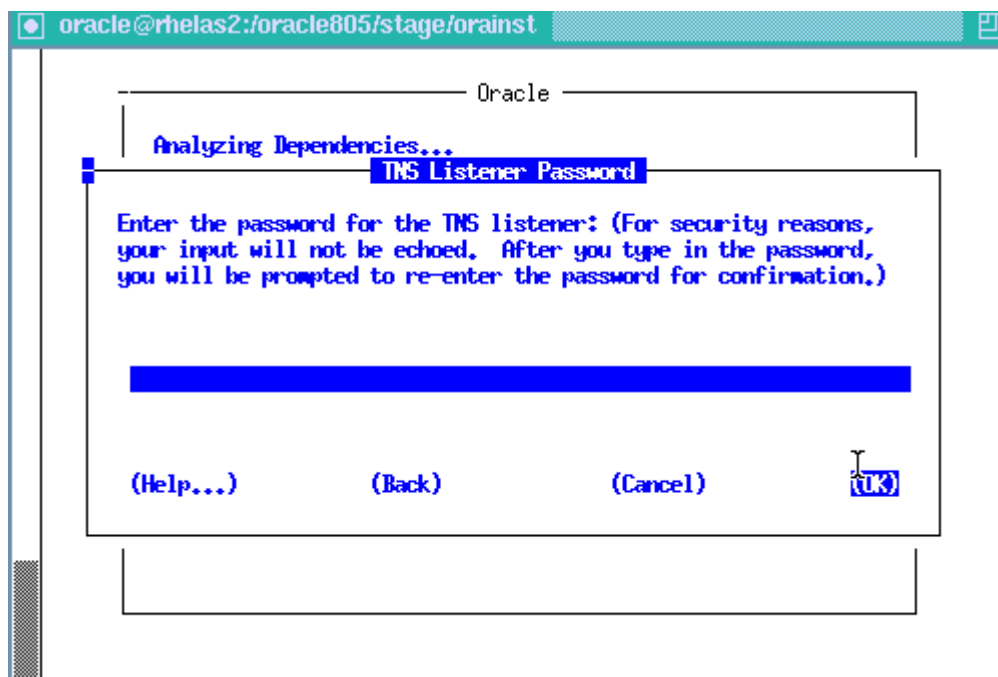 oracle@rhelas2:/oracle805/stage/orainst
Oracle
Analyzing Dependencies...
TNS Listener Password
Enter the password for the TNS listener: (For security reasons,
your input will not be echoed.  After you type in the password,
you will be prompted to re-enter the password for confirmation.)
(Help...) (Back) (Cancel) (OK)